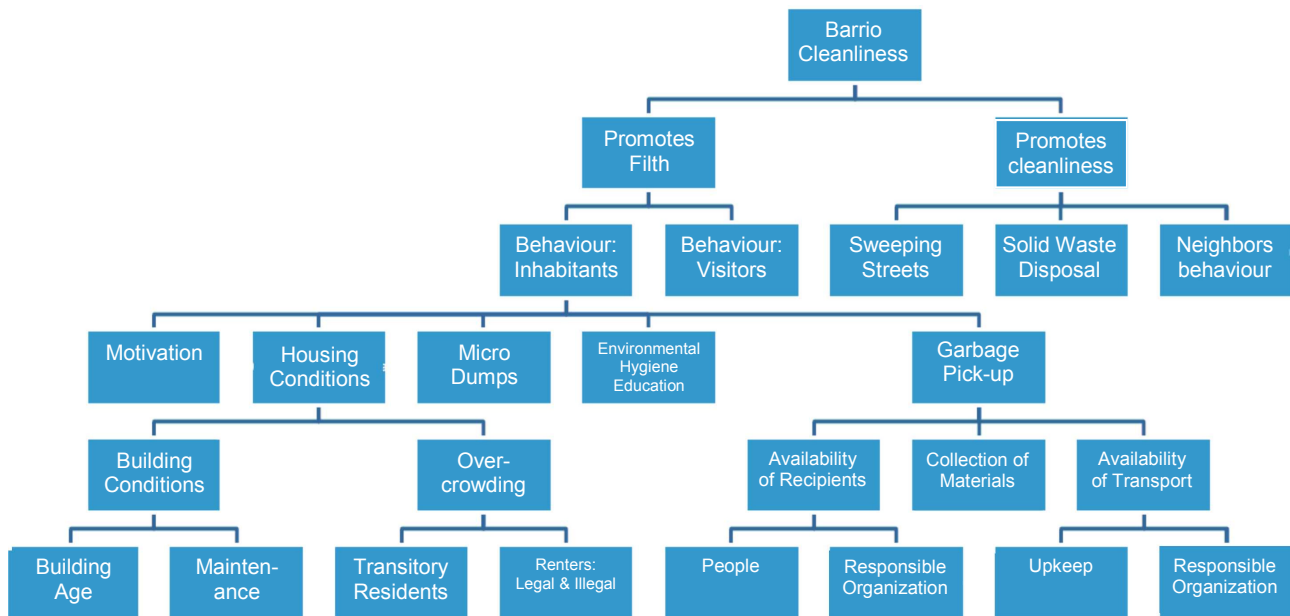 Barrio
Cleanliness
Promotes
Filth
Promotes
cleanliness
Behaviour:
Inhabitants
Behaviour:
Visitors
Sweeping
Streets
Solid Waste
Disposal
Neighbors
behaviour
Motivation
Housing
Conditions
Micro
Dumps
Environmental
Hygiene
Education
Garbage
Pick-up
Building
Conditions
Over-
crowding
Availability
of Recipients
Collection of
Materials
Availability
of Transport
Building
Age
Mainten-
ance
Transitory
Residents
Renters:
Legal & Illegal
People
Responsible
Organization
Upkeep
Responsible
Organization